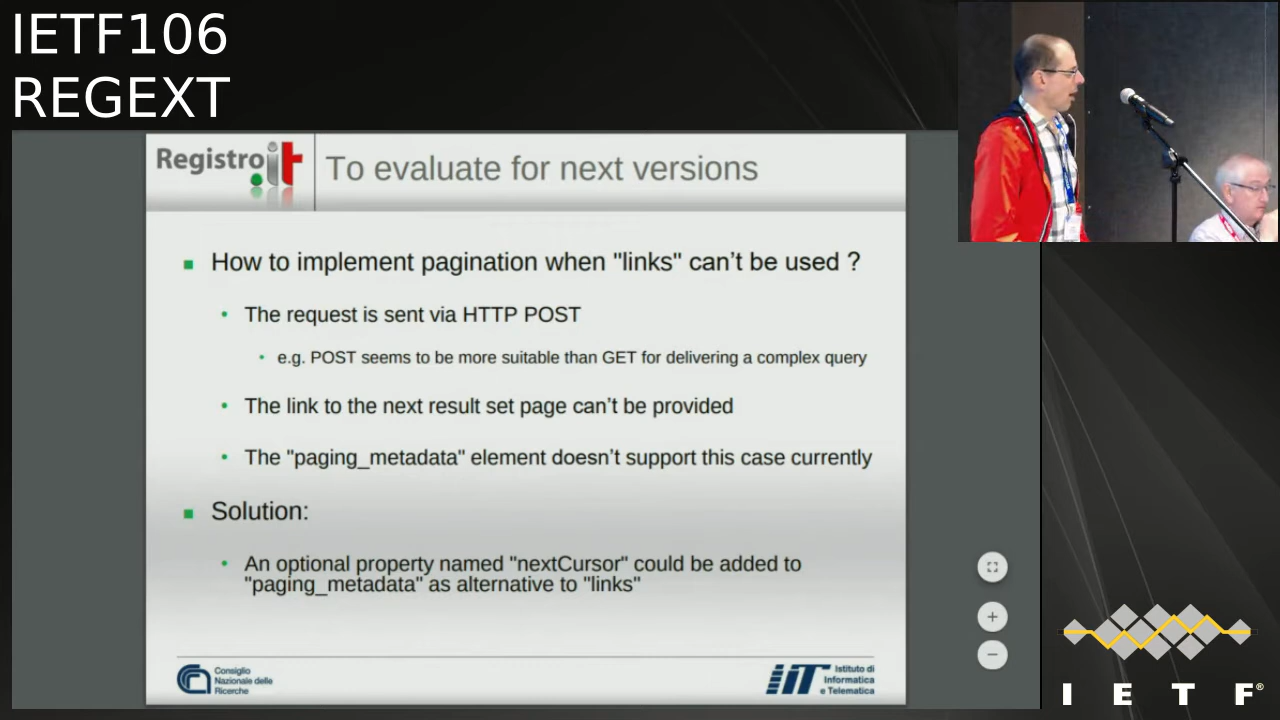 IETF106
REGEXT
Registro.it
To evaluate for next versions
How to implement pagination when "links" can’t be used ?
The request is sent via HTTP POST
e.g. POST seems to be more suitable than GET for delivering a complex query
The link to the next result set page can’t be provided
The "paging_metadata" element doesn’t support this case currently
Solution:
An optional property named "nextCursor" could be added to
"paging_metadata" as alternative to "links"
Consiglio
Nazionale delle
Ricerche
IIT
Istituto di
Informatica
e Telematica
I E T F®